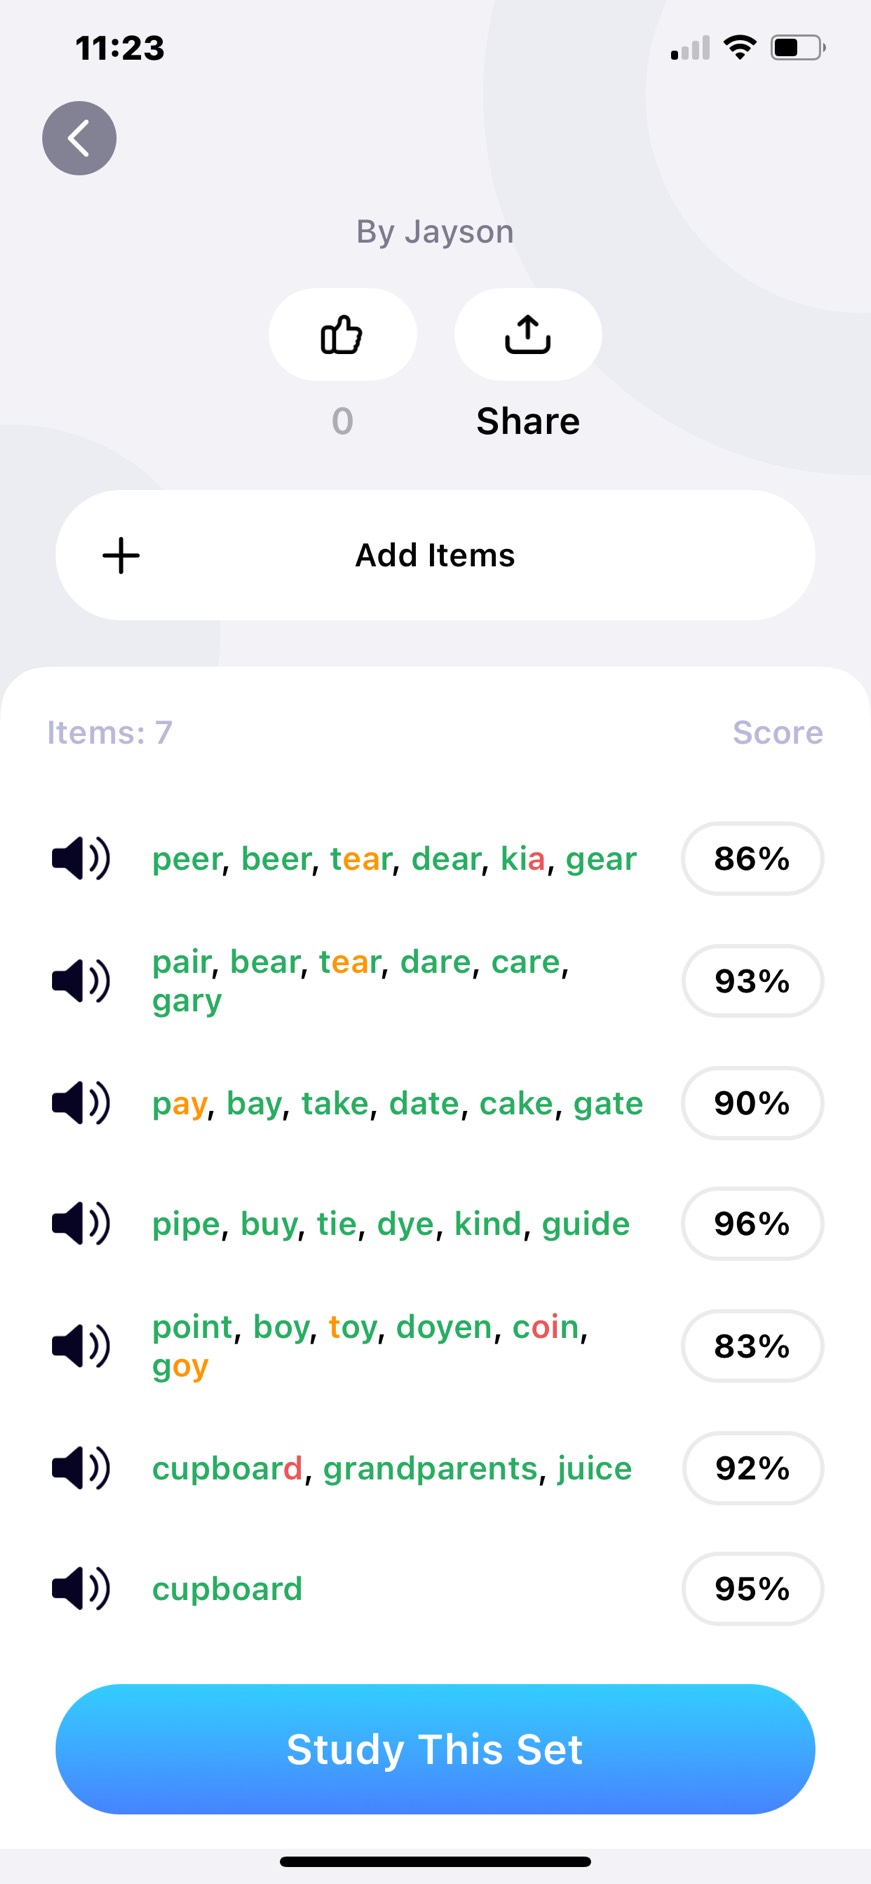 11:23
By Jayson
0
Share
Add Items
Items: 7
Score
peer, beer, tear, dear, kia, gear
86%
pair, bear, tear, dare, care,
gary
93%
pay, bay, take, date, cake, gate
90%
pipe, buy, tie, dye, kind, guide
96%
point, boy, toy, doyen, coin,
goy
83%
cupboard, grandparents, juice
92%
cupboard
95%
Study This Set